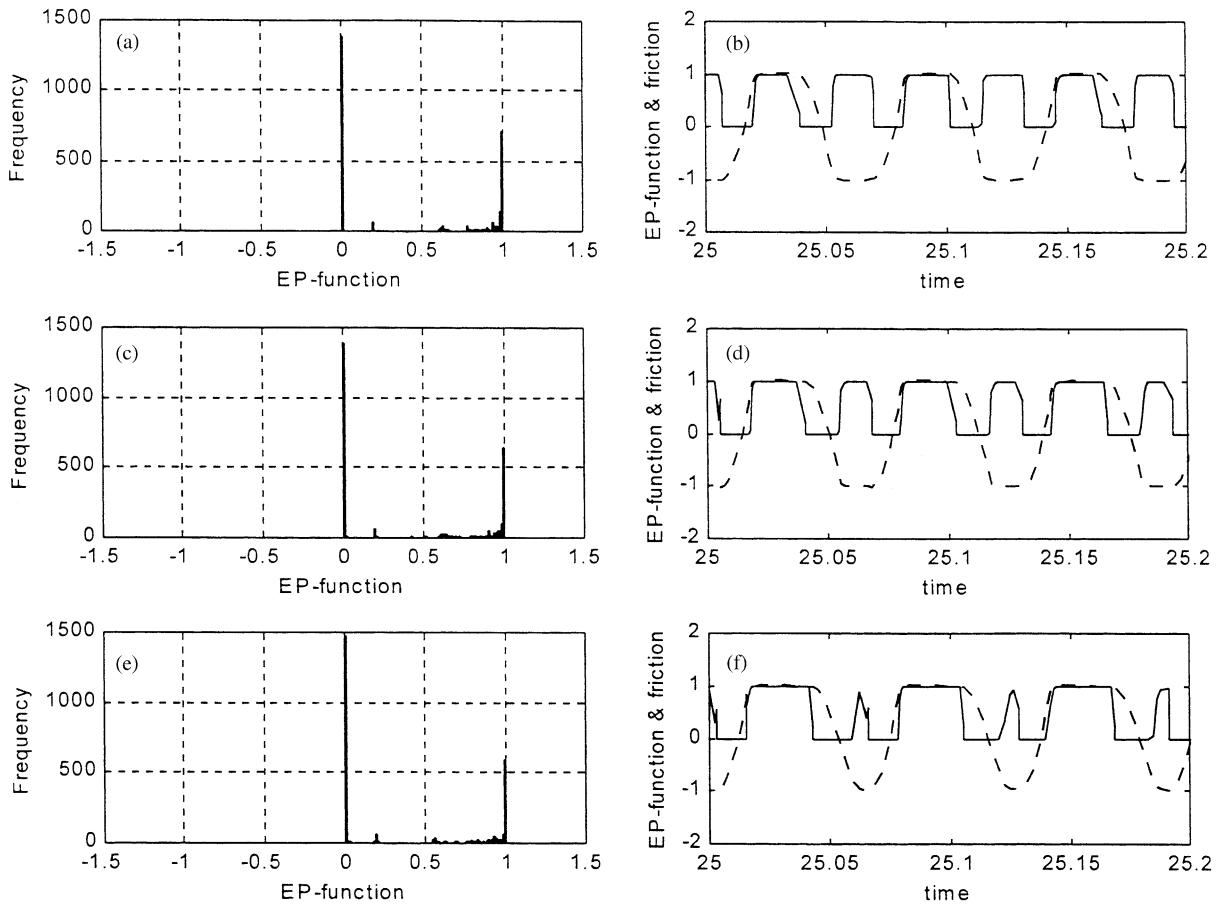 (a)
Frequency
1500
1000
500
0
-1.5 -1 -0.5 0 0.5 1 1.5
EP-function
(b)
EP-function & friction
2
1
0
-1
-2
25 25.05 25.1 25.15 25.2
time
(c)
Frequency
1500
1000
500
0
-1.5 -1 -0.5 0 0.5 1 1.5
EP-function
(d)
EP-function & friction
2
1
0
-1
-2
25 25.05 25.1 25.15 25.2
time
(e)
Frequency
1500
1000
500
0
-1.5 -1 -0.5 0 0.5 1 1.5
EP-function
(f)
EP-function & friction
2
1
0
-1
-2
25 25.05 25.1 25.15 25.2
time